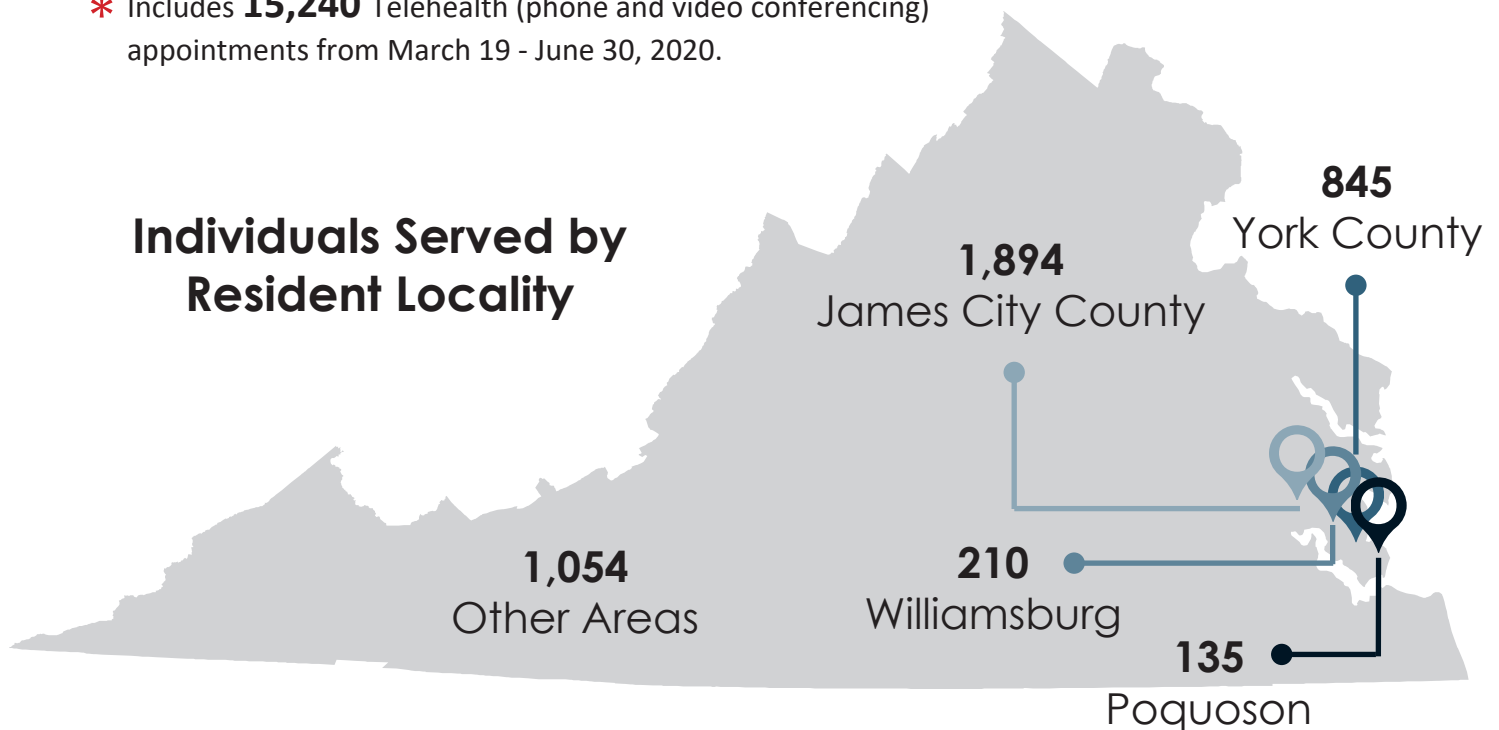 * Includes 15,240 Telehealth (phone and video conferencing)
appointments from March 19 - June 30, 2020.
Individuals Served by
Resident Locality
845
York County
1,894
James City County
1,054
Other Areas
210
Williamsburg
135
Poquoson